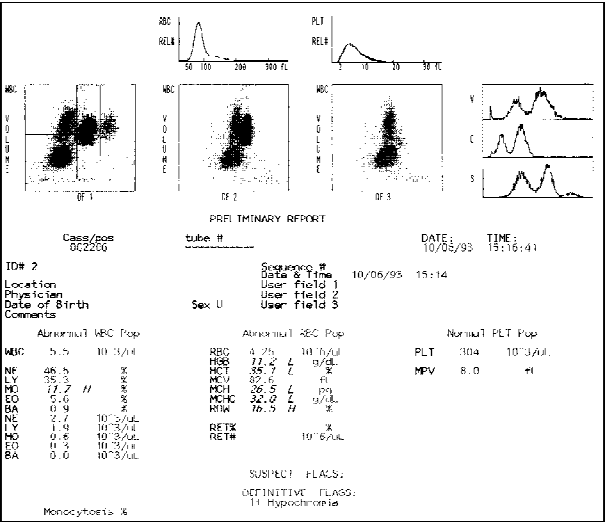 RBC
REL#
50 100 200 300 fL
PLT
REL#
10 20 30 fL
WBC
VOLUME
DF 1
WBC
VOLUME
DF 2
WBC
VOLUME
DF 3
V
C
S
PRELIMINARY REPORT
Cass/pos
tube #
DATE: TIME:
10/06/93 15:16:41
ID# 2
Sequence #
Date & Time 10/06/93 15:14
Location
User field 1
Physician
User field 2
Date of Birth Sex U User field 3
Comments
Abnormal WBC Pop
WBC 5.5 10^3/uL
NE 46.5 %
LY 35.3 %
MO 11.7 H %
EO 5.6 %
BA 0.9 %
NE 2.7 10^3/uL
LY 1.9 10^3/uL
MO 0.6 10^3/uL
EO 0.3 10^3/uL
BA 0.0 10^3/uL
Abnormal RBC Pop
RBC 4.25 10^6/uL
HGB 11.2 L g/dL
HCT 35.1 L %
MCV 82.6 fL
MCH 26.5 L pg
MCHC 32.0 L g/dL
RDW 16.5 H %
RET% %
RET# 10^6/uL
Normal PLT Pop
PLT 304 10^3/uL
MPV 8.0 fL
SUSPECT FLAGS:
DEFINITIVE FLAGS:
1+ Hypochromia
Monocytosis %